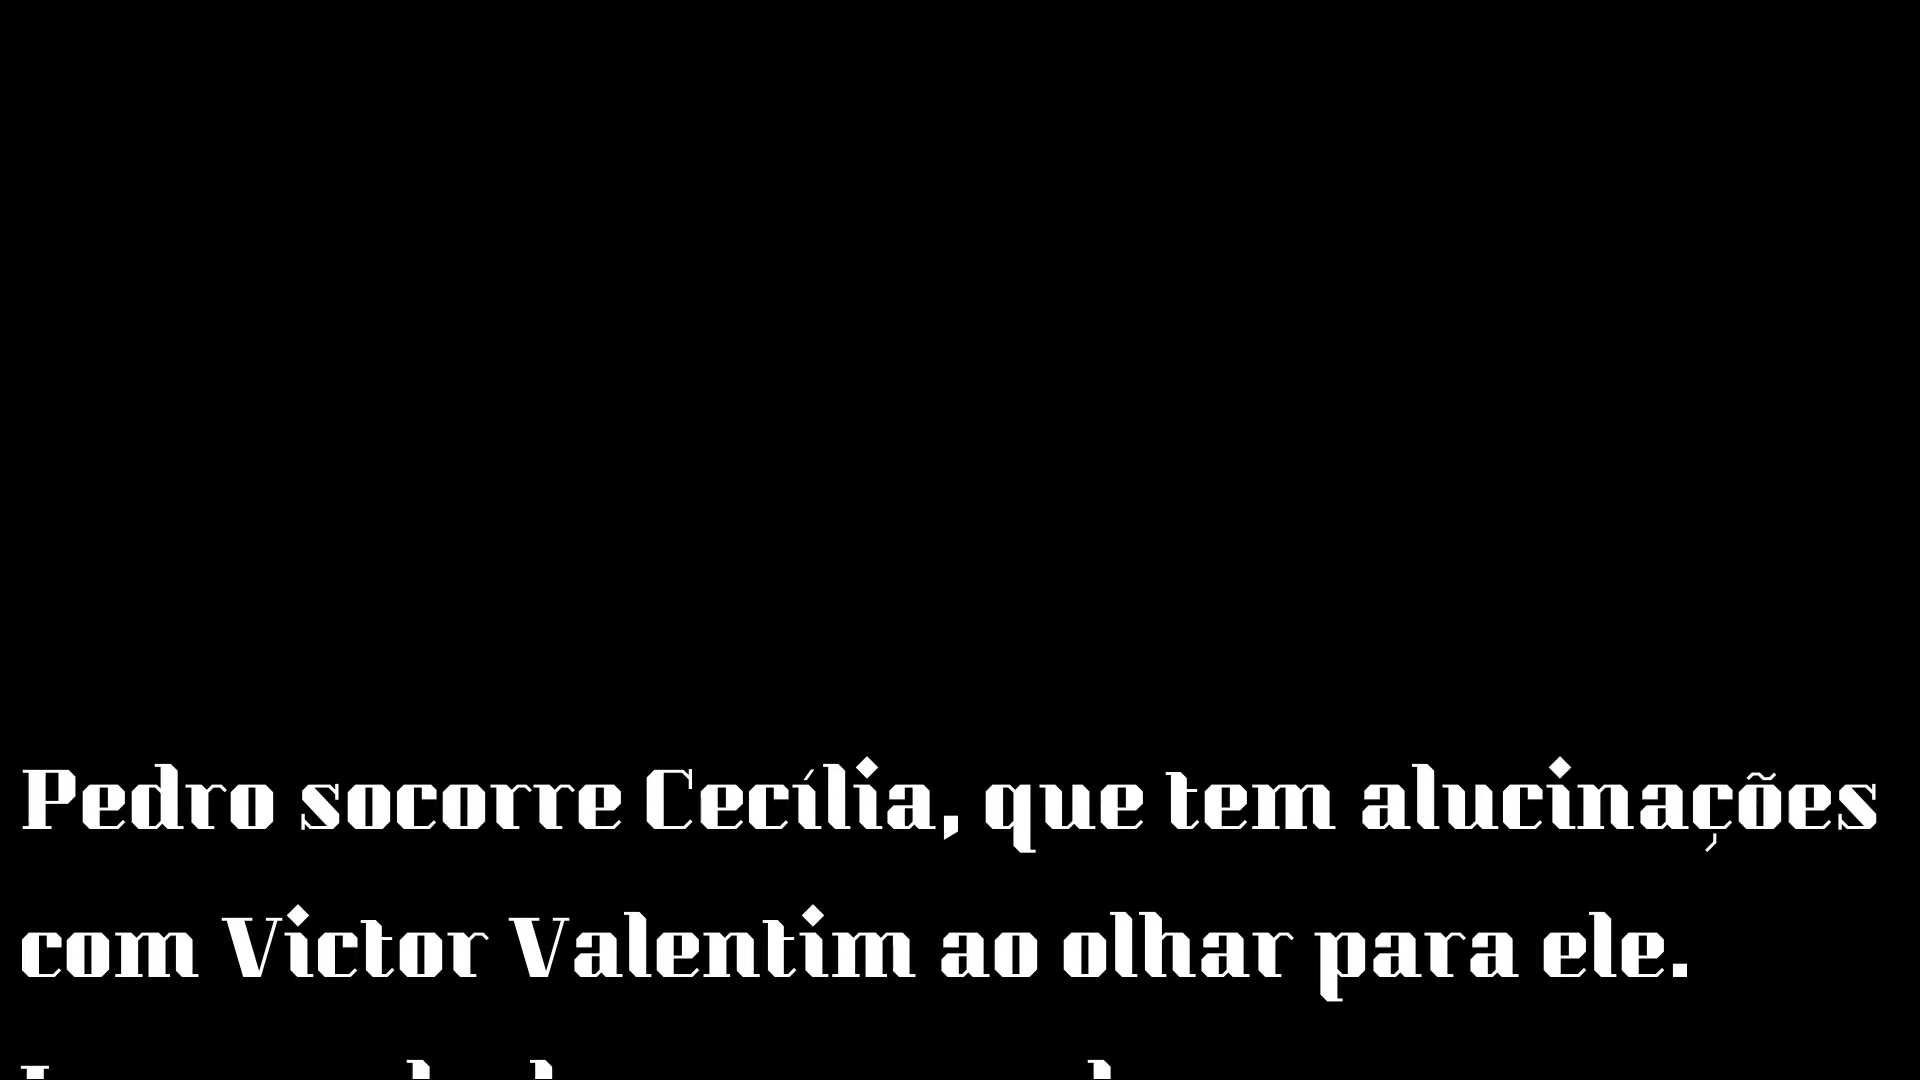 Pedro socorre Cecília, que tem alucinações
com Victor Valentim ao olhar para ele.